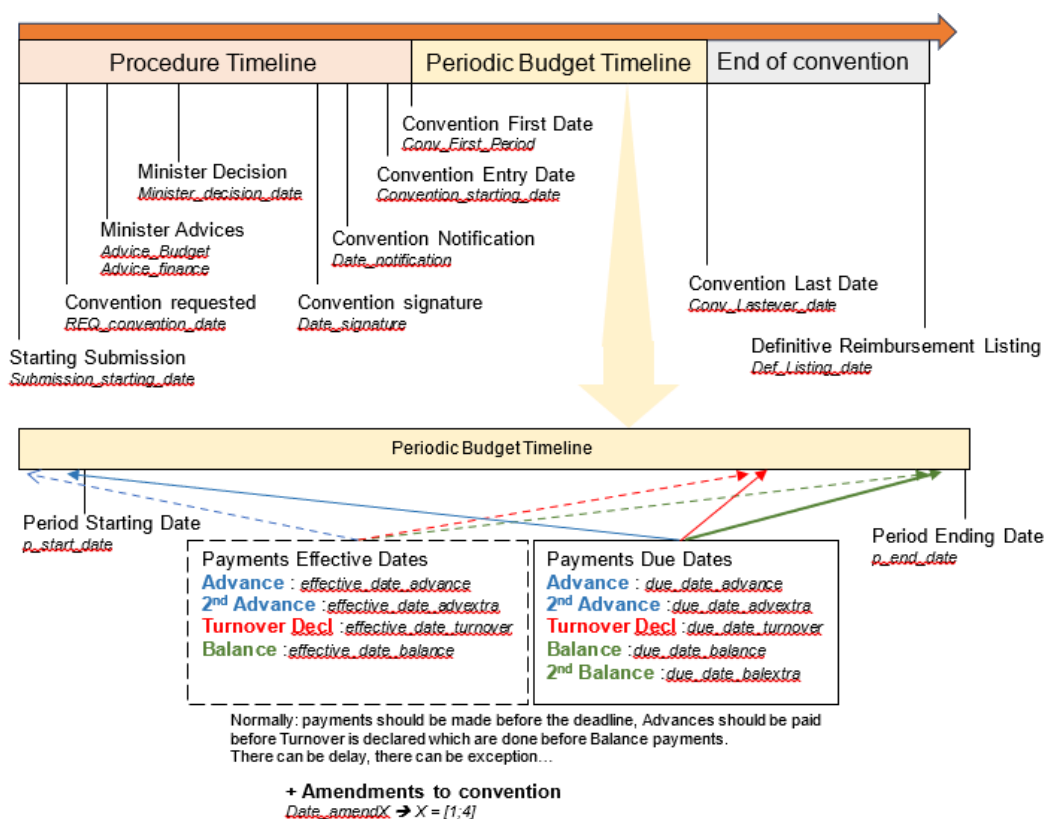 Procedure Timeline
Periodic Budget Timeline
End of convention
Convention First Date
Conv_First_Period
Minister Decision
Minister_decision_date
Convention Entry Date
Convention_starting_date
Minister Advices
Advice_Budget
Advice_finance
Convention Notification
Date_notification
Convention requested
REQ_convention_date
Convention signature
Date_signature
Convention Last Date
Conv_Lastever_date
Starting Submission
Submission_starting_date
Definitive Reimbursement Listing
Def_Listing_date
Periodic Budget Timeline
Period Starting Date
p_start_date
Period Ending Date
p_end_date
Payments Effective Dates
Advance : effective_date_advance
2nd Advance :effective_date_advextra
Turnover Decl :effective_date_turnover
Balance :effective_date_balance
Payments Due Dates
Advance : due_date_advance
2nd Advance :due_date_advextra
Turnover Decl :due_date_turnover
Balance :due_date_balance
2nd Balance :due_date_balextra
Normally: payments should be made before the deadline, Advances should be paid
before Turnover is declared which are done before Balance payments.
There can be delay, there can be exception…
+ Amendments to convention
Date_amendX ➔ X = [1;4]